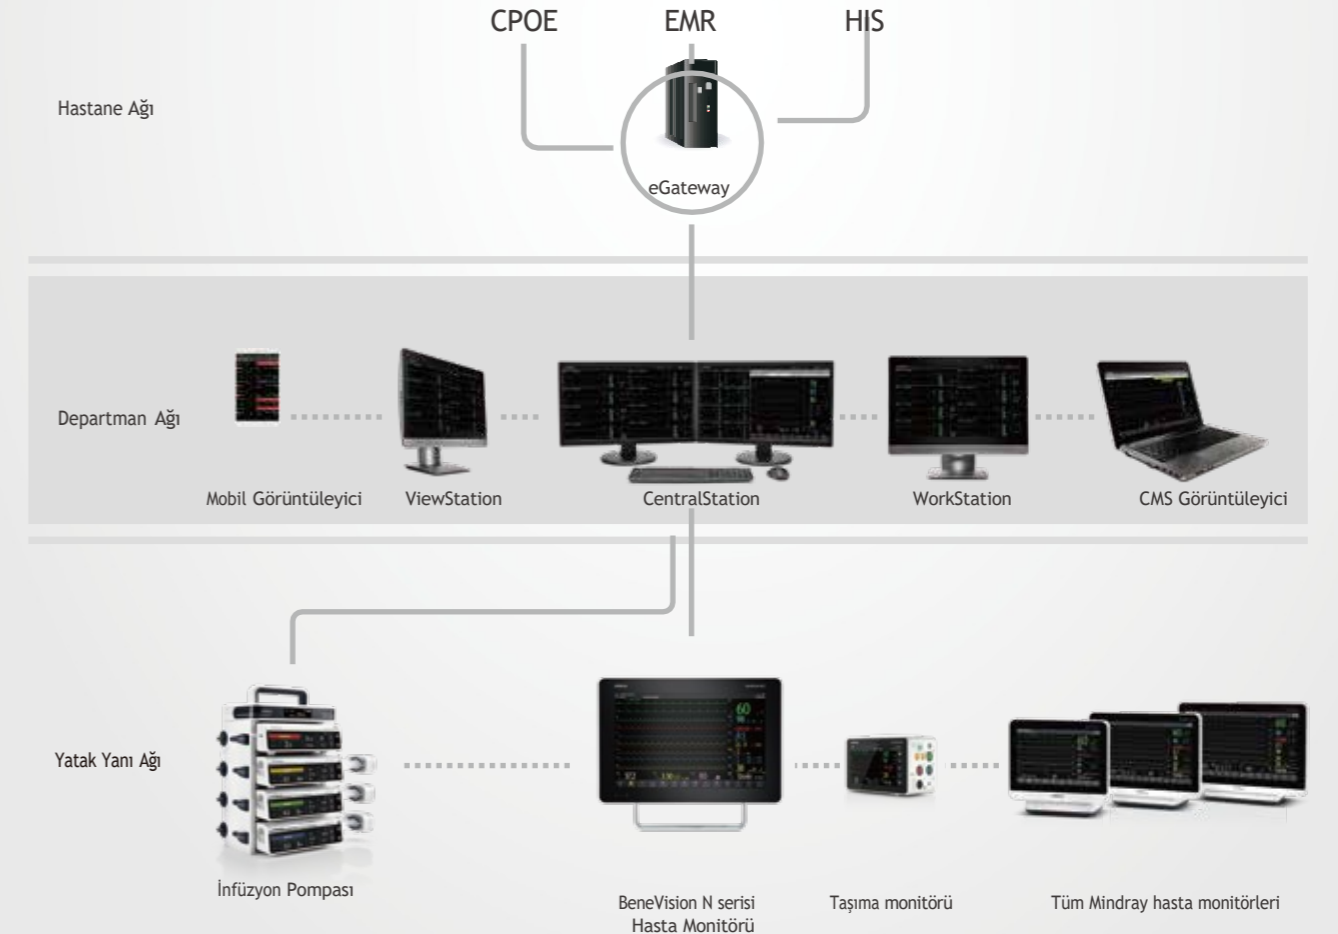 CPOE EMR HIS
Hastane Ağı
eGateway
Departman Ağı
Mobil Görüntüleyici ViewStation CentralStation WorkStation CMS Görüntüleyici
Yatak Yanı Ağı
İnfüzyon Pompası
BeneVision N serisi
Hasta Monitörü
Taşıma monitörü
Tüm Mindray hasta monitörleri